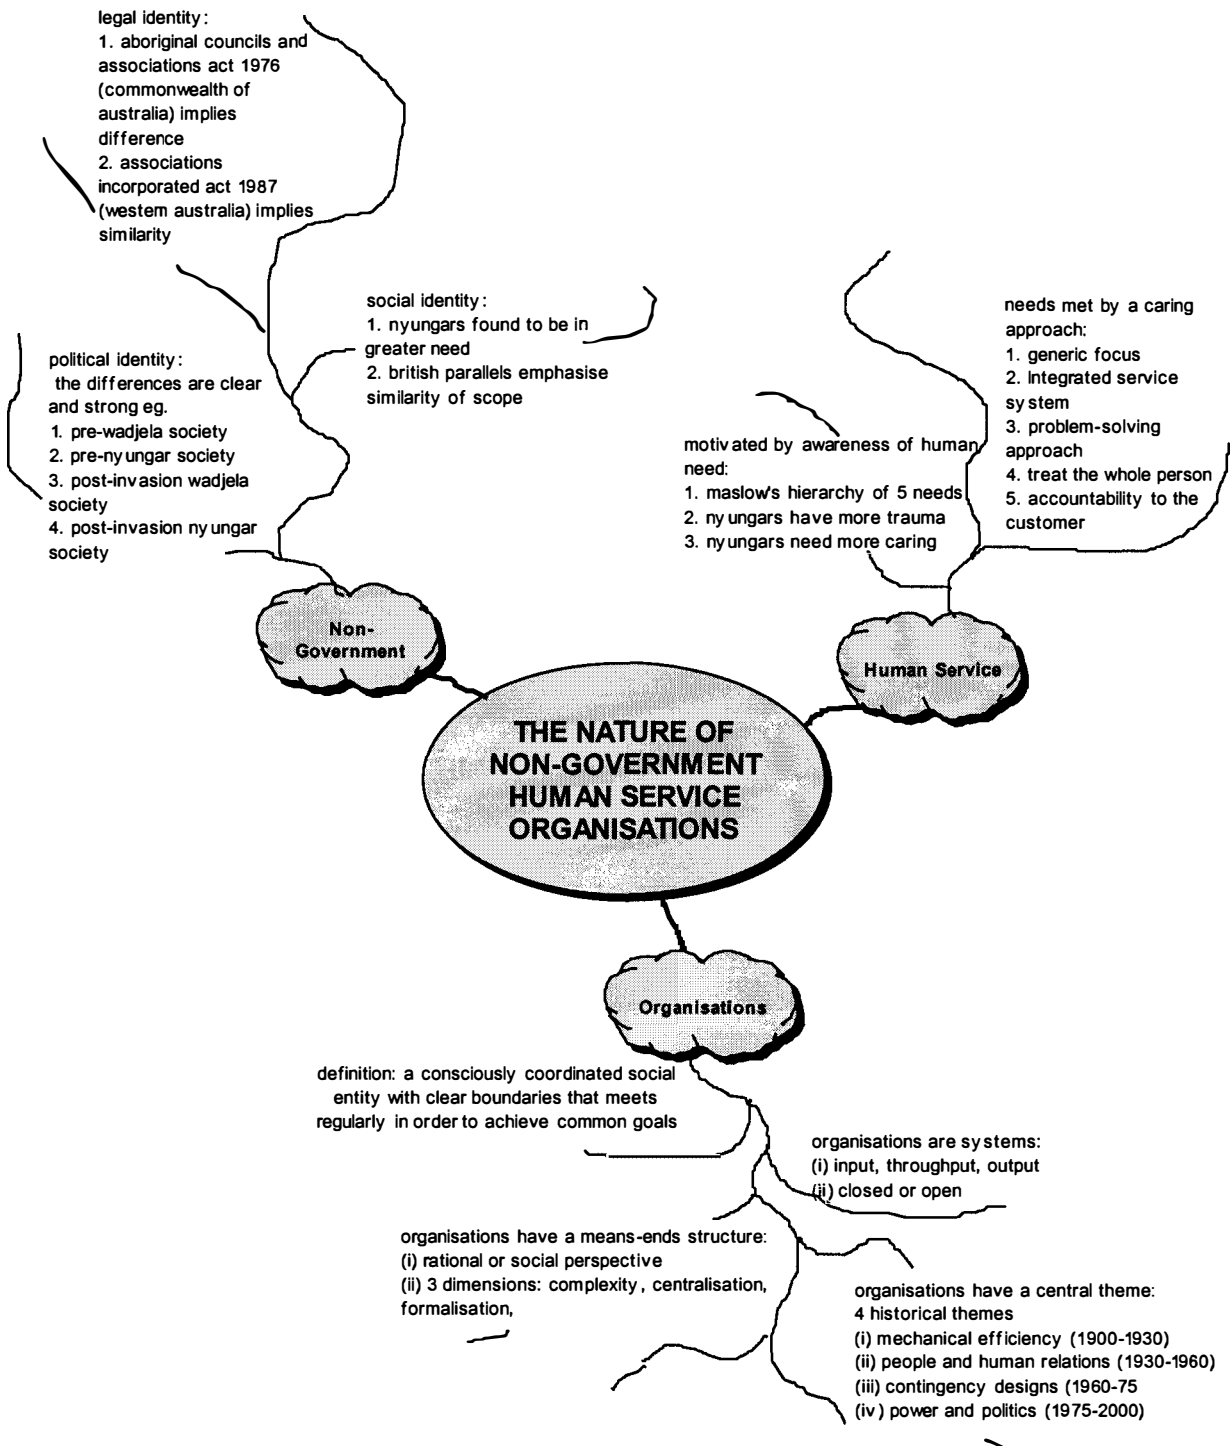 legal identity:
1. aboriginal councils and
associations act 1976
(commonwealth of
australia) implies
difference
2. associations
incorporated act 1987
(western australia) implies
similarity
social identity:
1. nyungars found to be in
greater need
2. british parallels emphasise
similarity of scope
political identity:
the differences are clear
and strong eg.
1. pre-wadjela society
2. pre-nyungar society
3. post-invasion wadjela
society
4. post-invasion nyungar
society
needs met by a caring
approach:
1. generic focus
2. Integrated service
system
3. problem-solving
approach
4. treat the whole person
5. accountability to the
customer
motivated by awareness of human
need:
1. maslow's hierarchy of 5 needs
2. nyungars have more trauma
3. nyungars need more caring
Non-
Government
Human Service
THE NATURE OF
NON-GOVERNMENT
HUMAN SERVICE
ORGANISATIONS
Organisations
definition: a consciously coordinated social
entity with clear boundaries that meets
regularly in order to achieve common goals
organisations are systems:
(i) input, throughput, output
(ii) closed or open
organisations have a means-ends structure:
(i) rational or social perspective
(ii) 3 dimensions: complexity, centralisation,
formalisation,
organisations have a central theme:
4 historical themes
(i) mechanical efficiency (1900-1930)
(ii) people and human relations (1930-1960)
(iii) contingency designs (1960-75
(iv) power and politics (1975-2000)